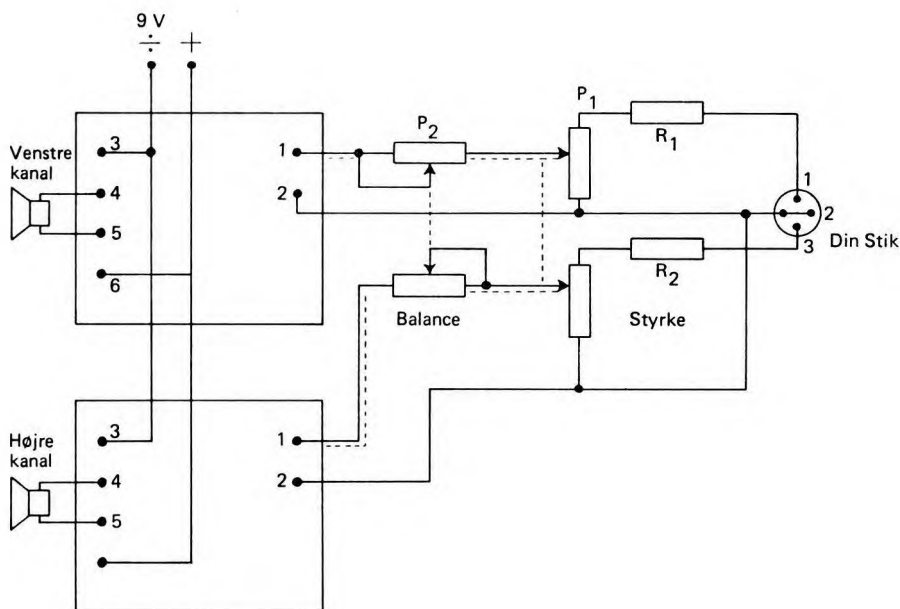 9 V
÷ +
Venstre
kanal
3
4
5
6
1
2
P2
P1
R1
1
2
3
Din Stik
R2
Balance
Styrke
Højre
kanal
3
4
5
1
2